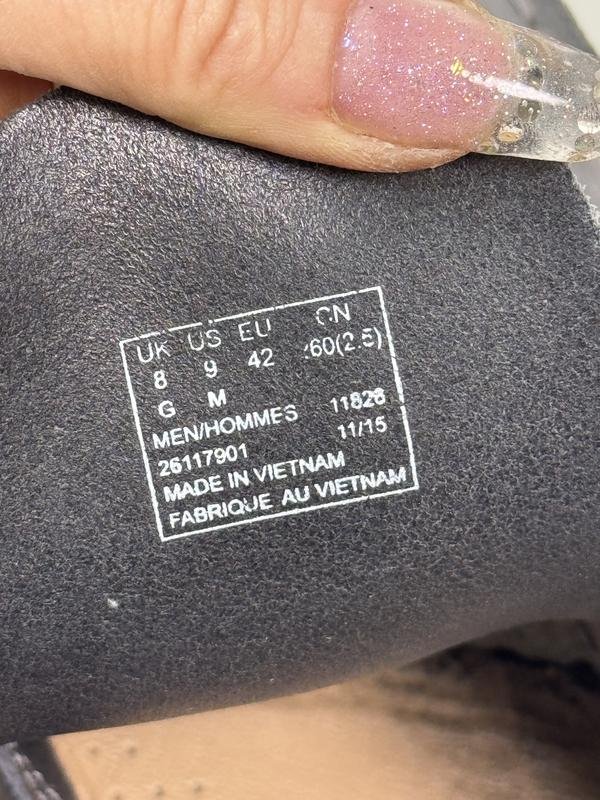 UK US EU CN
8 9 42 :60(2.5)
G M
MEN/HOMMES 11828
26117901 11/15
MADE IN VIETNAM
FABRIQUE AU VIETNAM